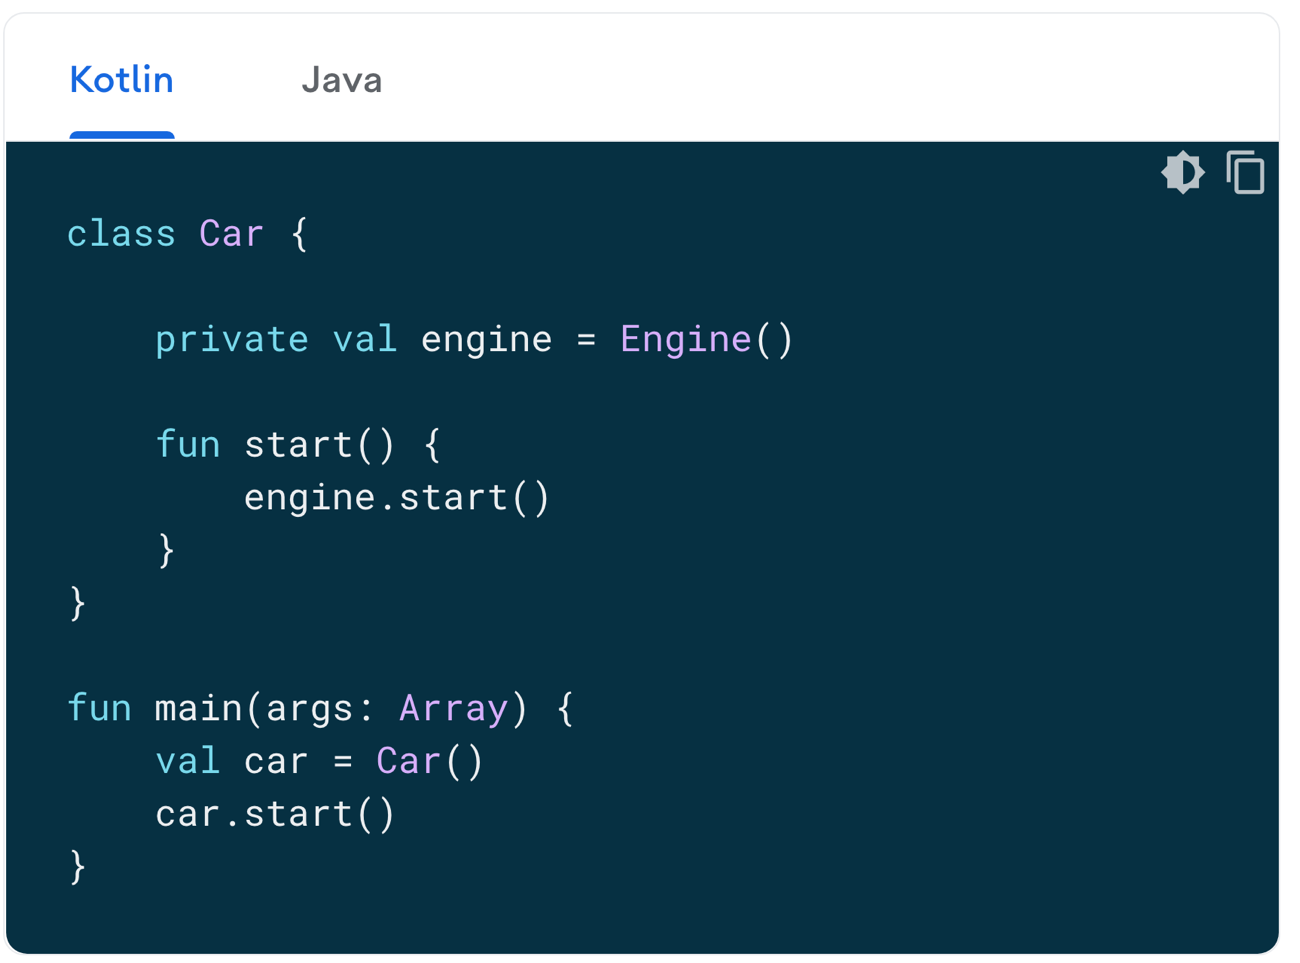 Kotlin Java
class Car {
    private val engine = Engine()
    fun start() {
        engine.start()
    }
}
fun main(args: Array) {
    val car = Car()
    car.start()
}